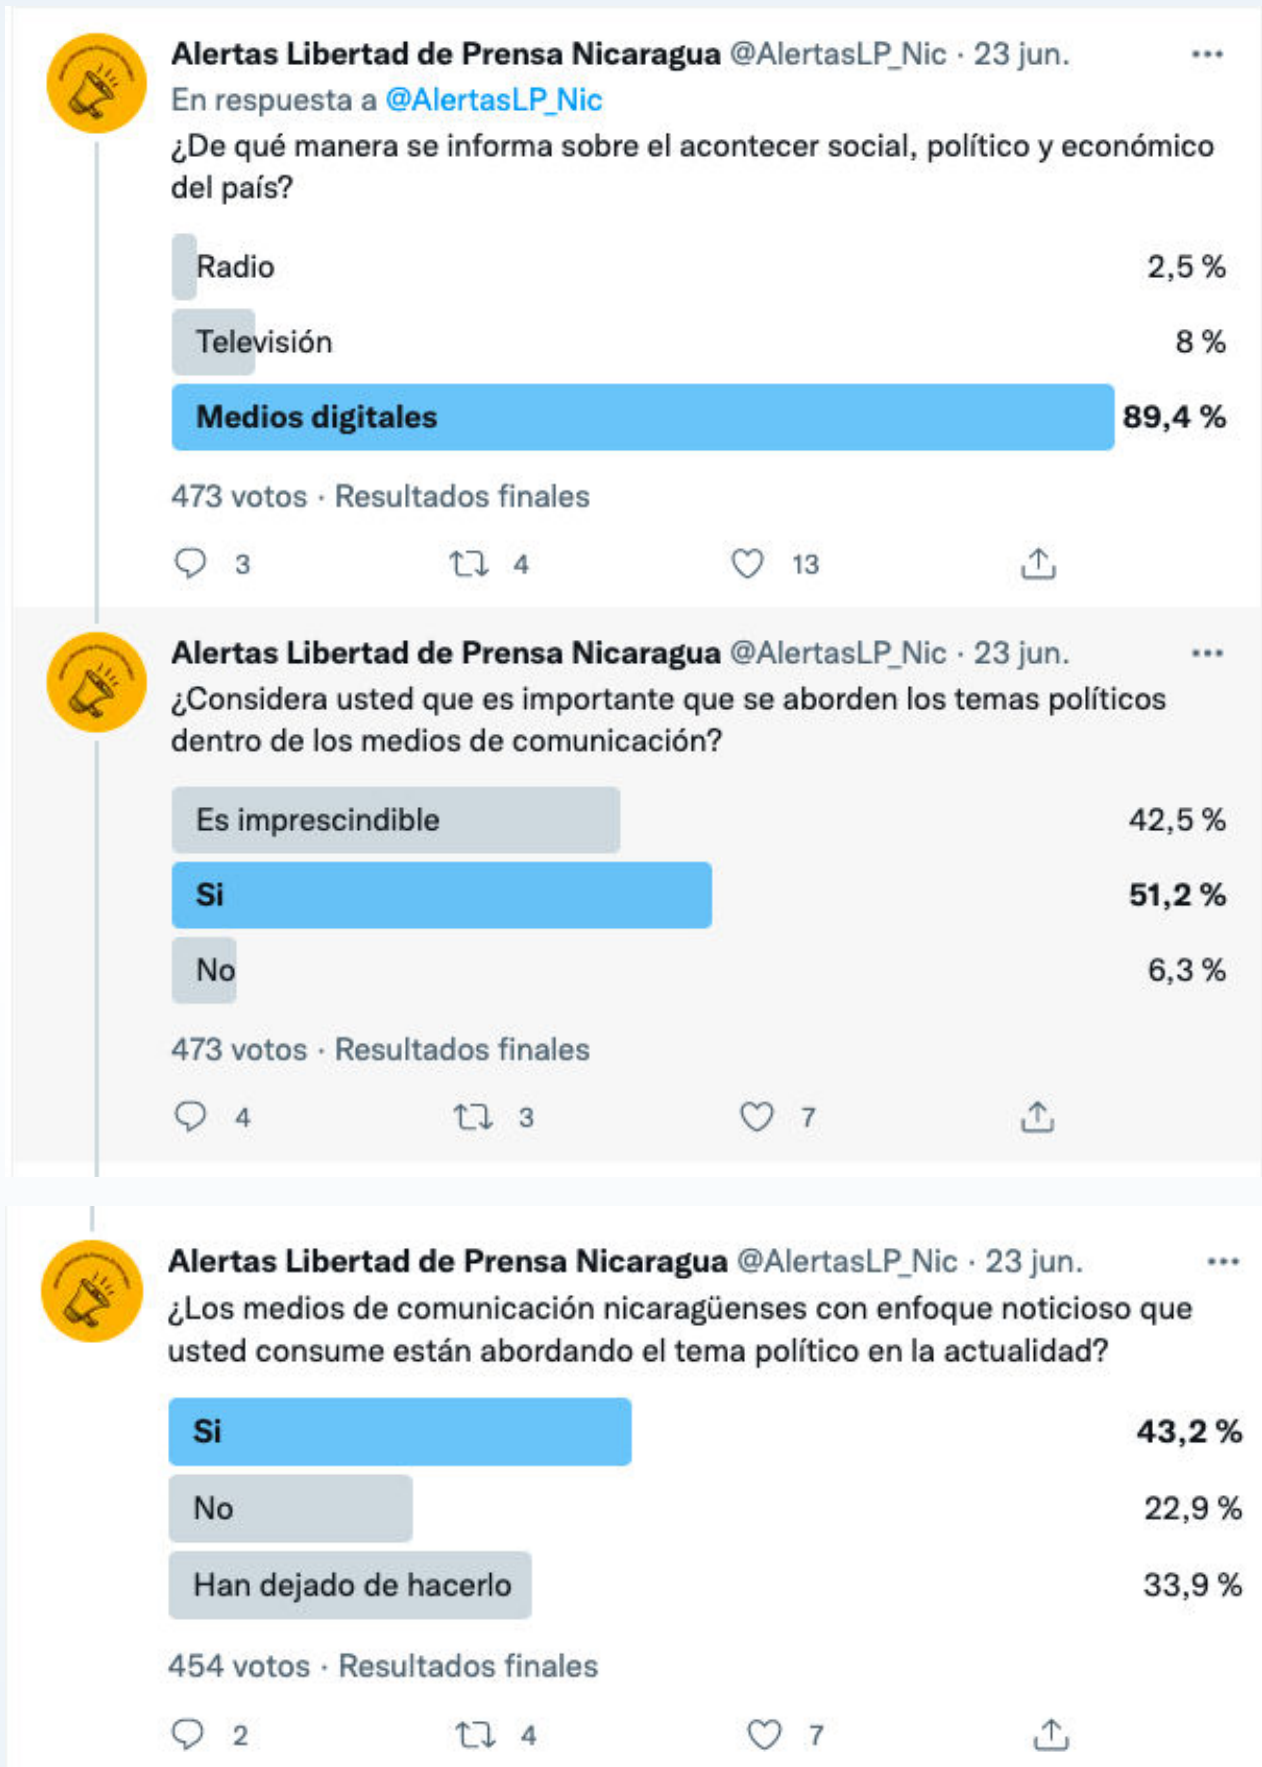 Alertas Libertad de Prensa Nicaragua @AlertasLP_Nic · 23 jun.
En respuesta a @AlertasLP_Nic
¿De qué manera se informa sobre el acontecer social, político y económico
del país?
Radio 2,5 %
Televisión 8 %
Medios digitales 89,4 %
473 votos · Resultados finales
3 4 13
Alertas Libertad de Prensa Nicaragua @AlertasLP_Nic · 23 jun.
¿Considera usted que es importante que se aborden los temas políticos
dentro de los medios de comunicación?
Es imprescindible 42,5 %
Si 51,2 %
No 6,3 %
473 votos · Resultados finales
4 3 7
Alertas Libertad de Prensa Nicaragua @AlertasLP_Nic · 23 jun.
¿Los medios de comunicación nicaragüenses con enfoque noticioso que
usted consume están abordando el tema político en la actualidad?
Si 43,2 %
No 22,9 %
Han dejado de hacerlo 33,9 %
454 votos · Resultados finales
2 4 7